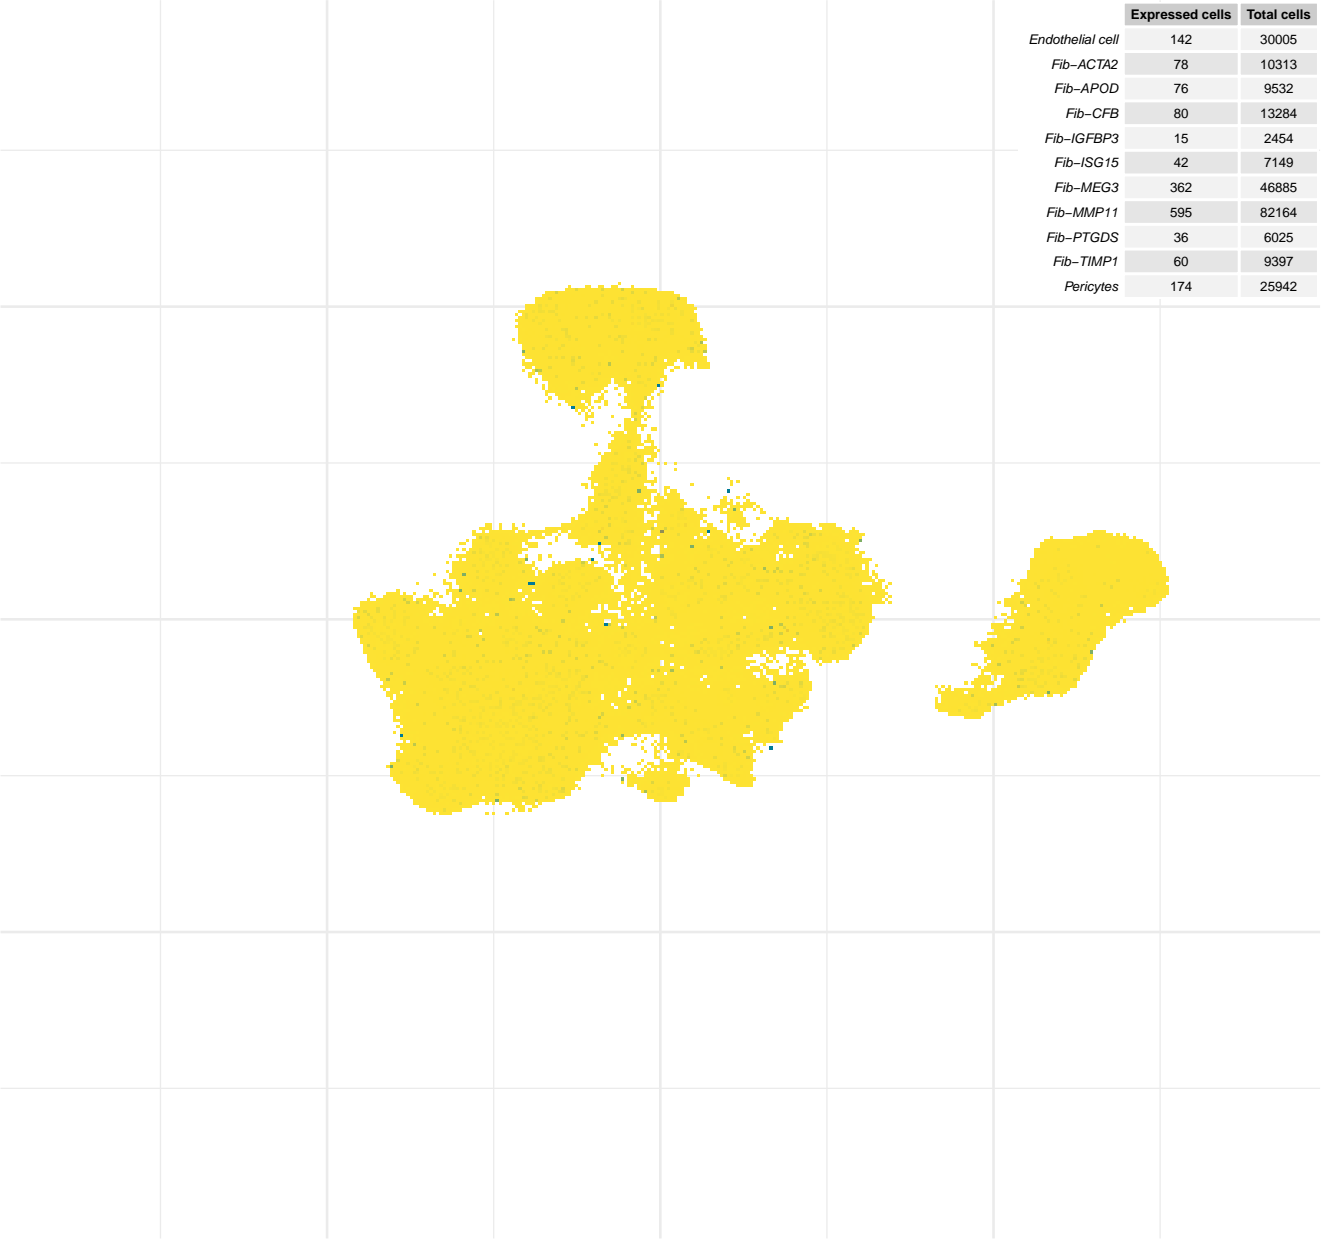 Expressed cells Total cells
Endothelial cell 142 30005
Fib−ACTA2 78 10313
Fib−APOD 76 9532
Fib−CFB 80 13284
Fib−IGFBP3 15 2454
Fib−ISG15 42 7149
Fib−MEG3 362 46885
Fib−MMP11 595 82164
Fib−PTGDS 36 6025
Fib−TIMP1 60 9397
Pericytes 174 25942